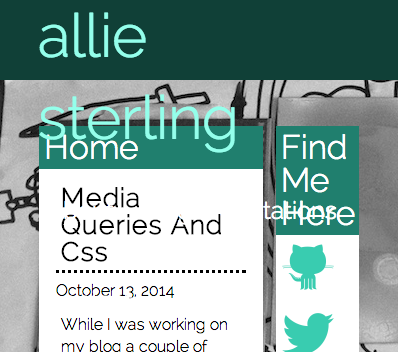 allie
sterling
Home
Find
Me
Here
Media
Queries And
Css
October 13, 2014
While I was working on
my blog a couple of